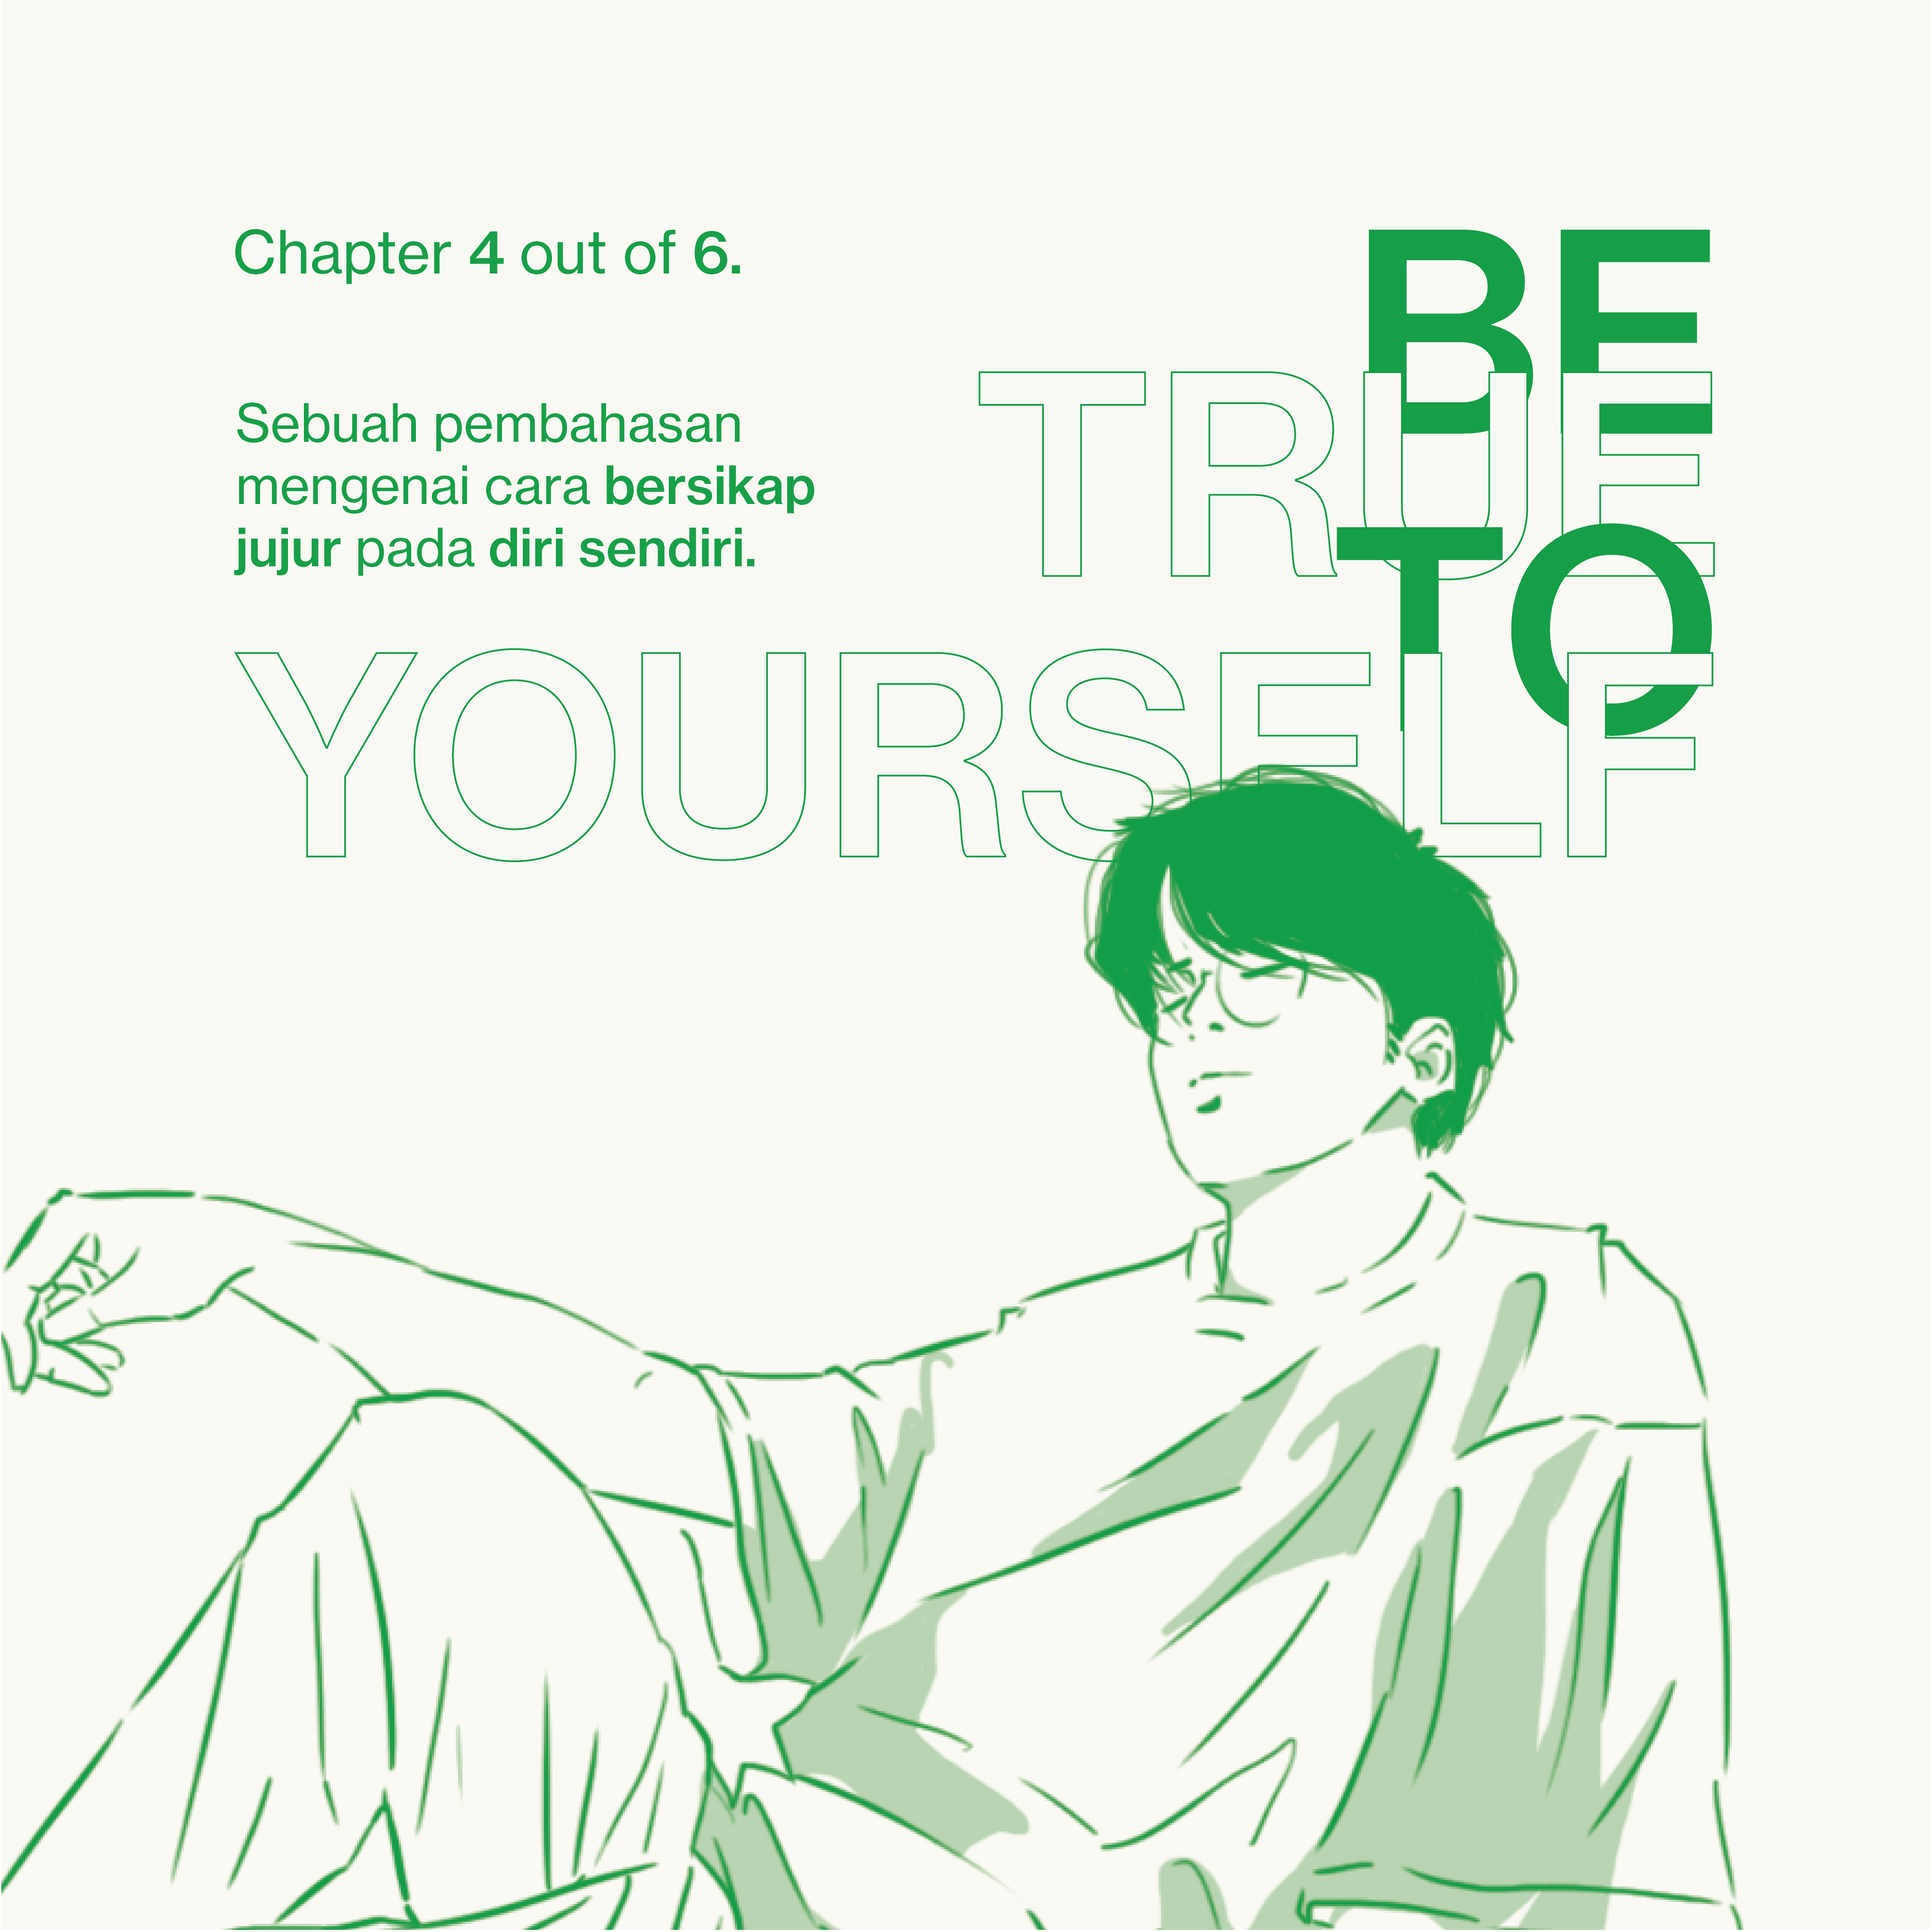 Chapter 4 out of 6.
Sebuah pembahasan
mengenai cara bersikap
jujur pada diri sendiri.
BE
TRUE
TO
YOURSELF